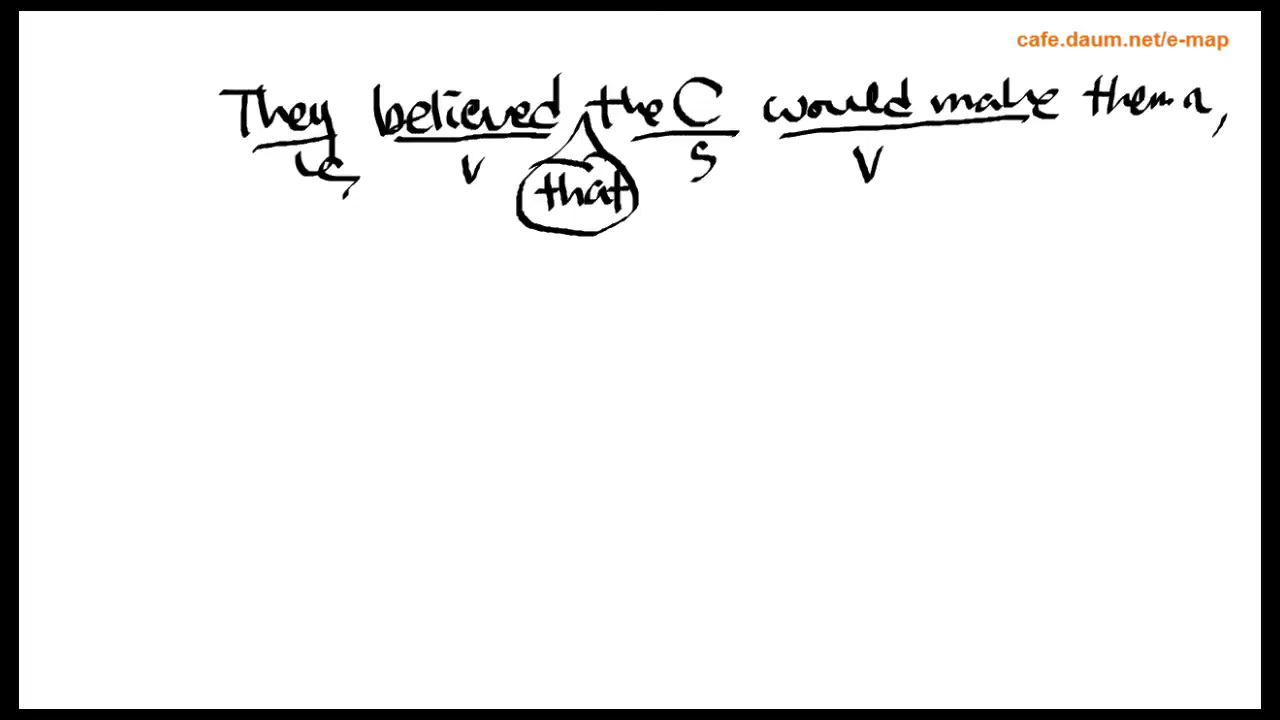 cafe.daum.net/e-map
They believed the C would make them a,
S V that S V